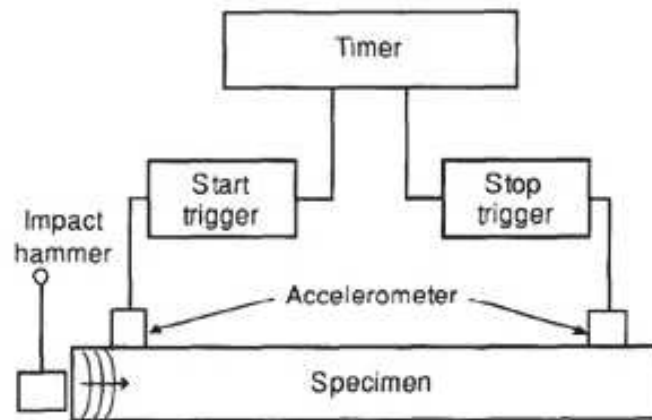 Timer
Start
trigger
Stop
trigger
Impact
hammer
Accelerometer
Specimen